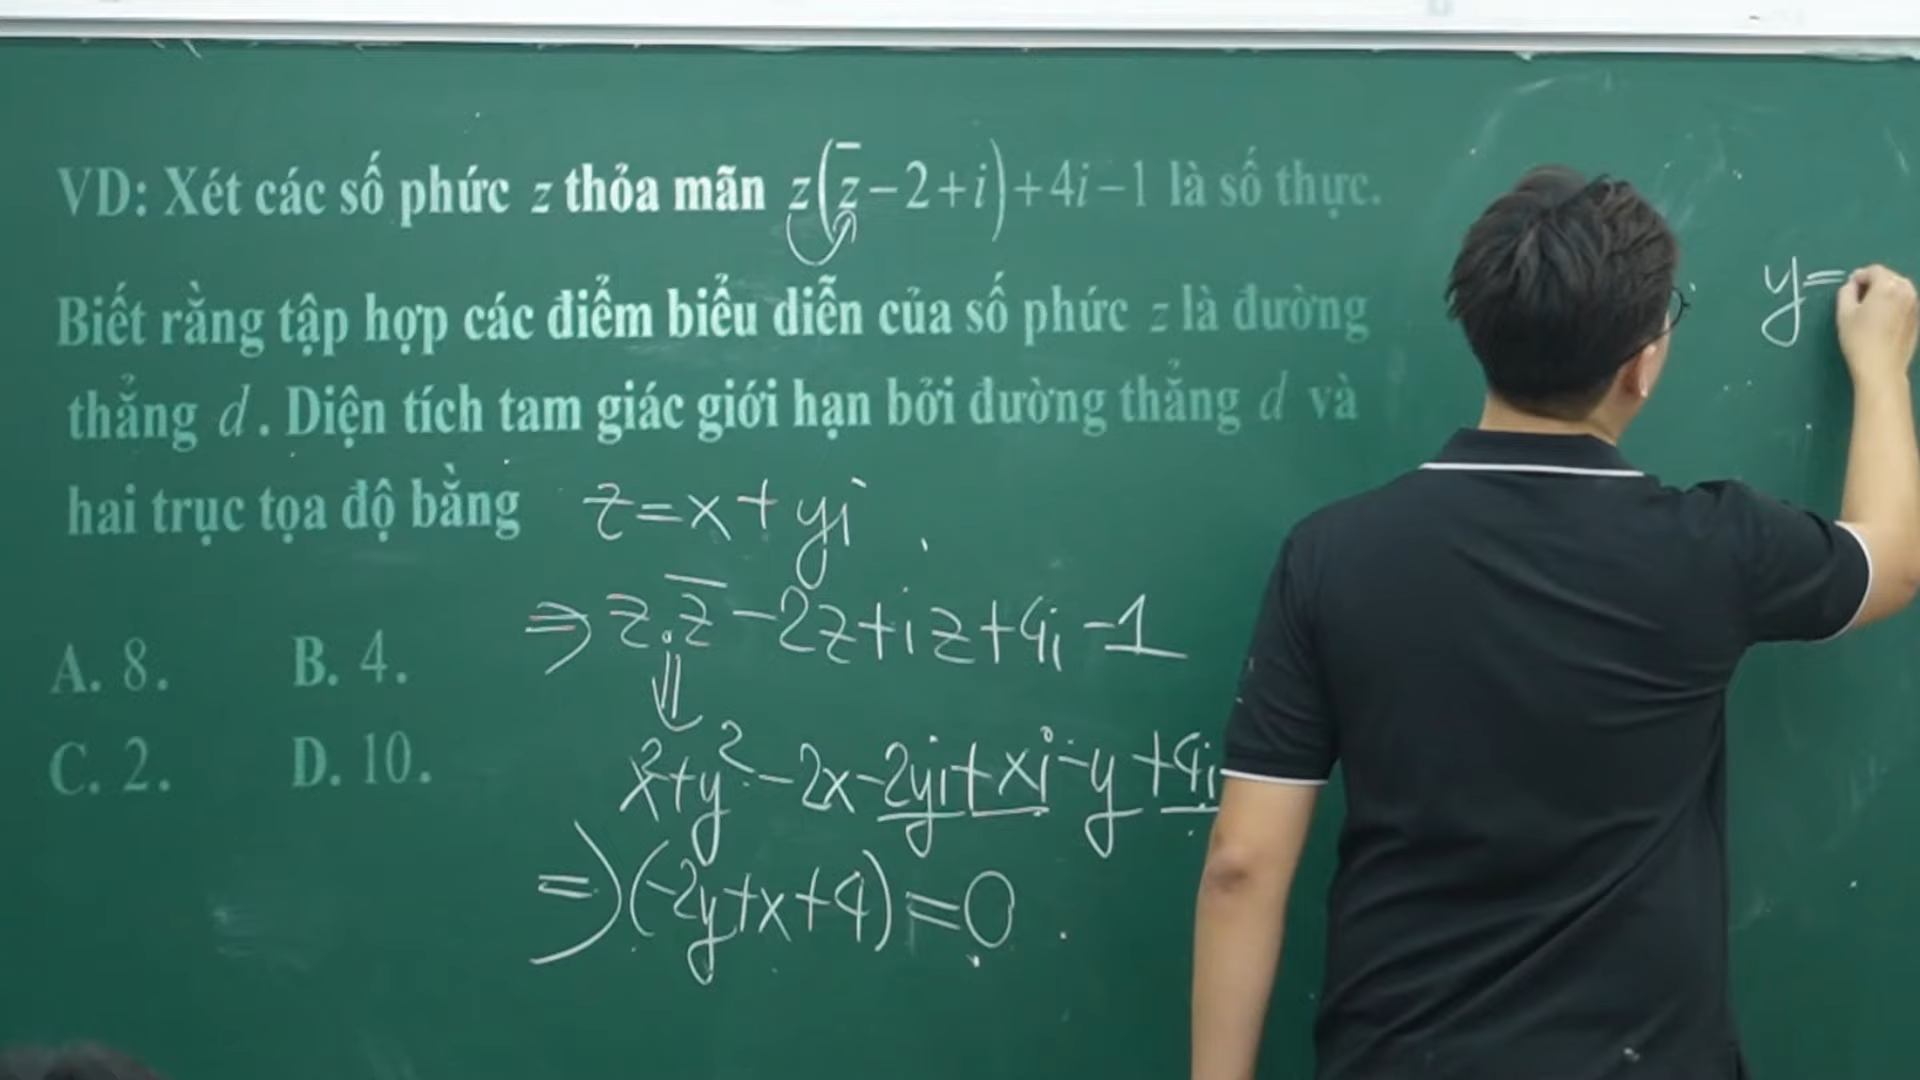 VD: Xét các số phức z thỏa mãn z(z̅−2+i)+4i−1 là số thực.
Biết rằng tập hợp các điểm biểu diễn của số phức z là đường
thẳng d. Diện tích tam giác giới hạn bởi đường thẳng d và
hai trục tọa độ bằng
z=x+yi
⇒ z.z̅−2z+iz+4i−1
x²+y²−2x−2yi+xi−y+4i
⇒(−2y+x+4)=0
A. 8. B. 4.
C. 2. D. 10.
y=